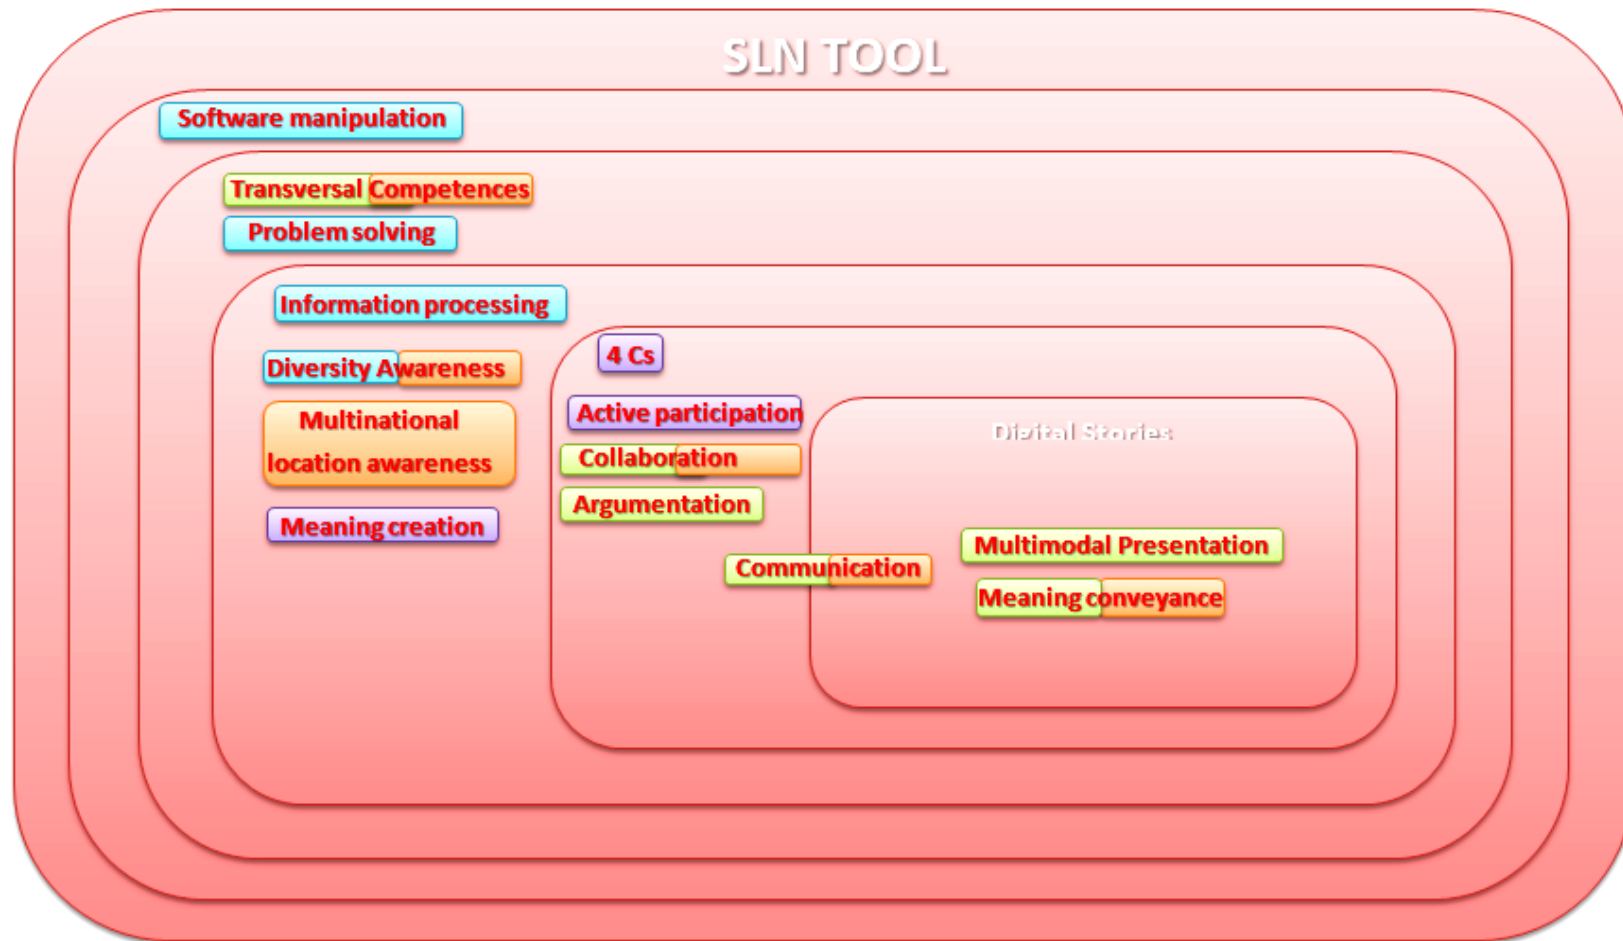 SLN TOOL
Software manipulation
Transversal Competences
Problem solving
Information processing
Diversity Awareness
Multinational
location awareness
Meaning creation
4 Cs
Active participation
Collaboration
Argumentation
Communication
Digital Stories
Multimodal Presentation
Meaning conveyance